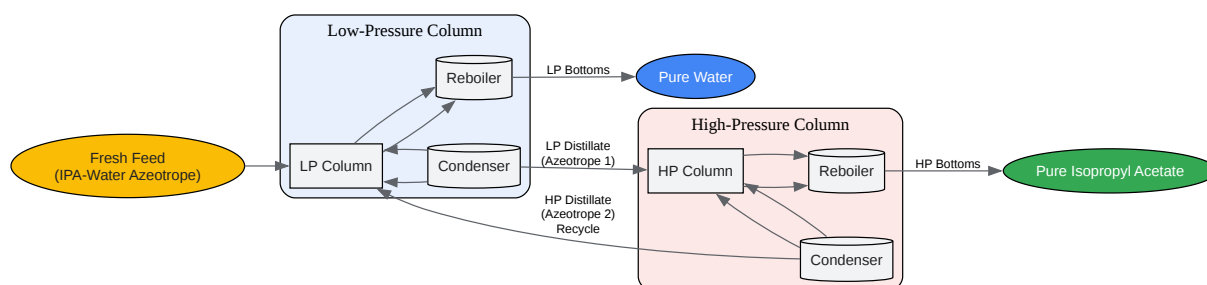 Low-Pressure Column
Reboiler
LP Bottoms
Pure Water
High-Pressure Column
Fresh Feed
(IPA-Water Azeotrope)
LP Column
Condenser
LP Distillate
(Azeotrope 1)
HP Column
Reboiler
HP Bottoms
Pure Isopropyl Acetate
HP Distillate
(Azeotrope 2)
Recycle
Condenser